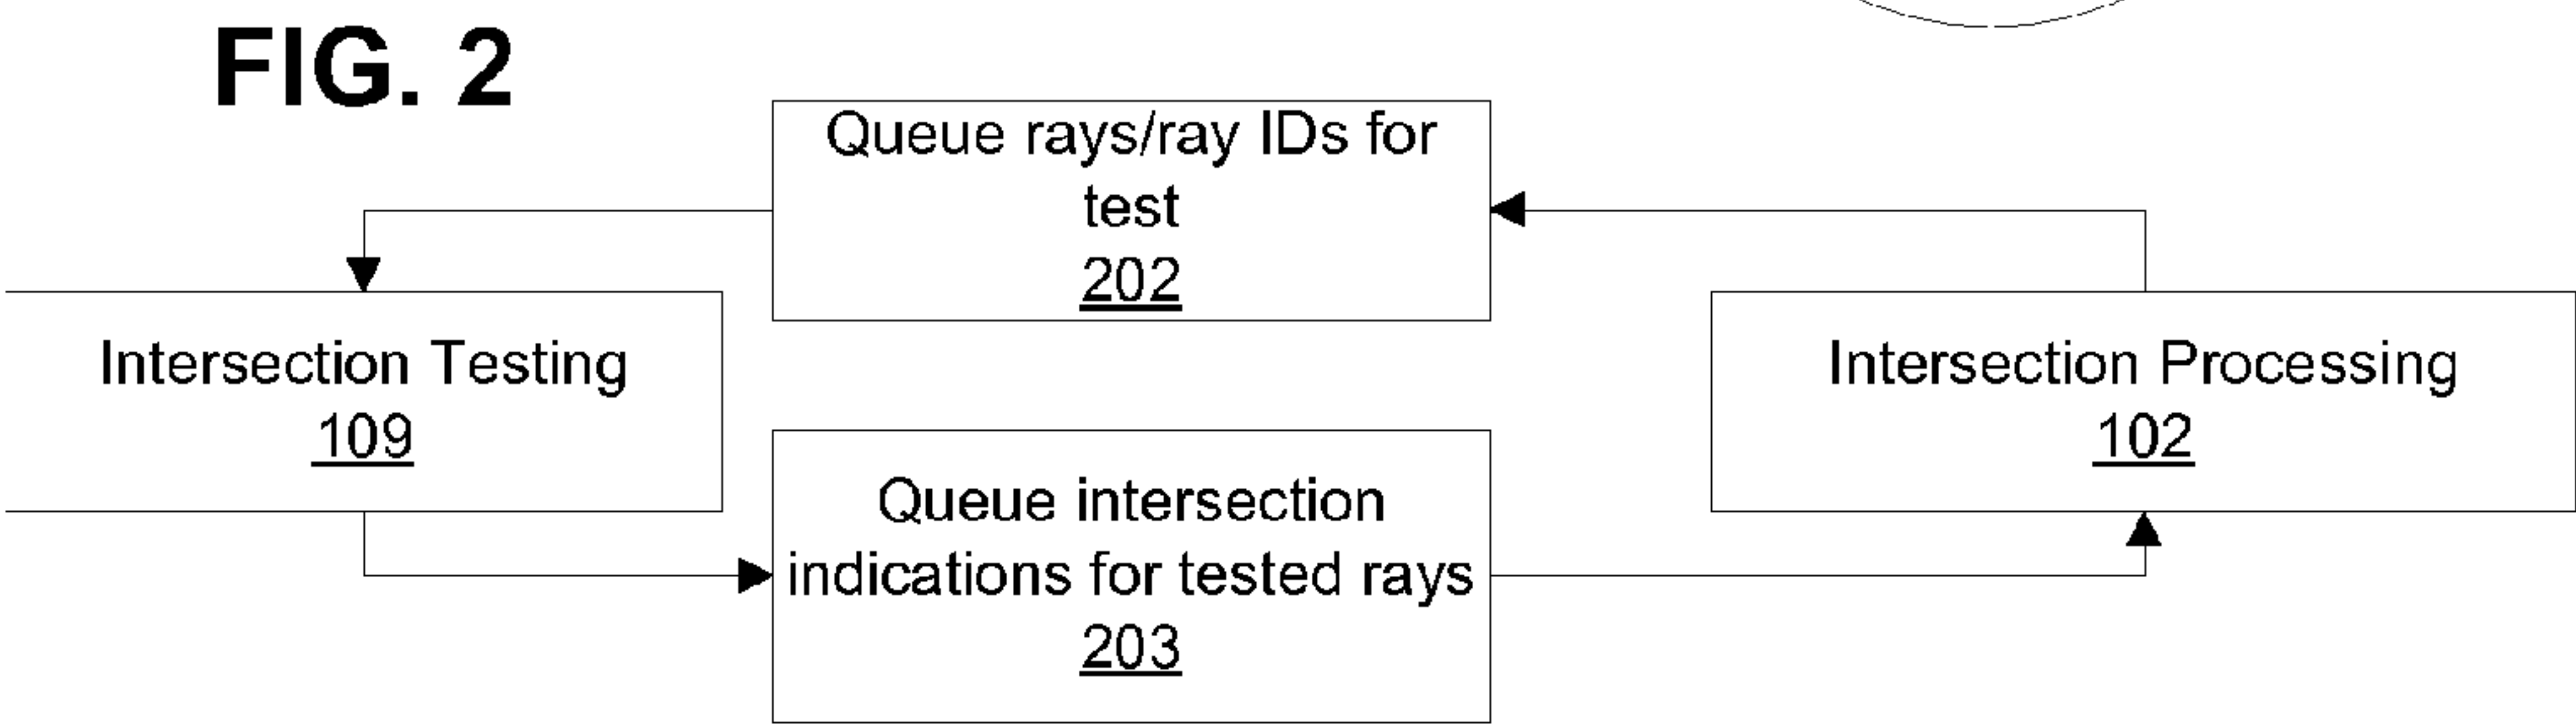 FIG. 2
Queue rays/ray IDs for
test
202
Intersection Testing
109
Intersection Processing
102
Queue intersection
indications for tested rays
203